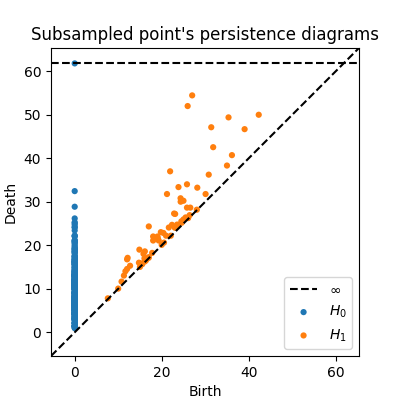 Subsampled point's persistence diagrams
Death
60
50
40
30
20
10
0
∞
H₀
H₁
0 20 40 60
Birth